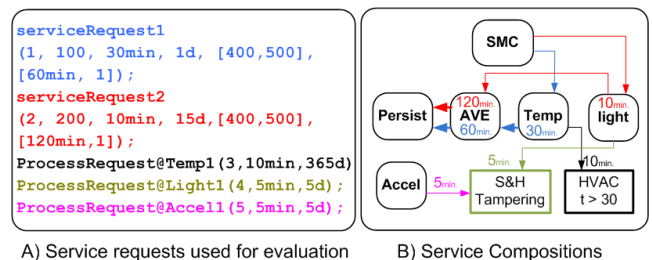 serviceRequest1
(1, 100, 30min, 1d, [400,500],
[60min, 1]);
serviceRequest2
(2, 200, 10min, 15d,[400,500],
[120min,1]);
ProcessRequest@Temp1(3,10min,365d)
ProcessRequest@Light1(4,5min,5d);
ProcessRequest@Accel1(5,5min,5d);
A) Service requests used for evaluation
SMC
Persist
120min.
AVE
60min.
Temp
30min.
10min.
light
5min.
10min.
Accel
5min.
S&H
Tampering
HVAC
t > 30
B) Service Compositions